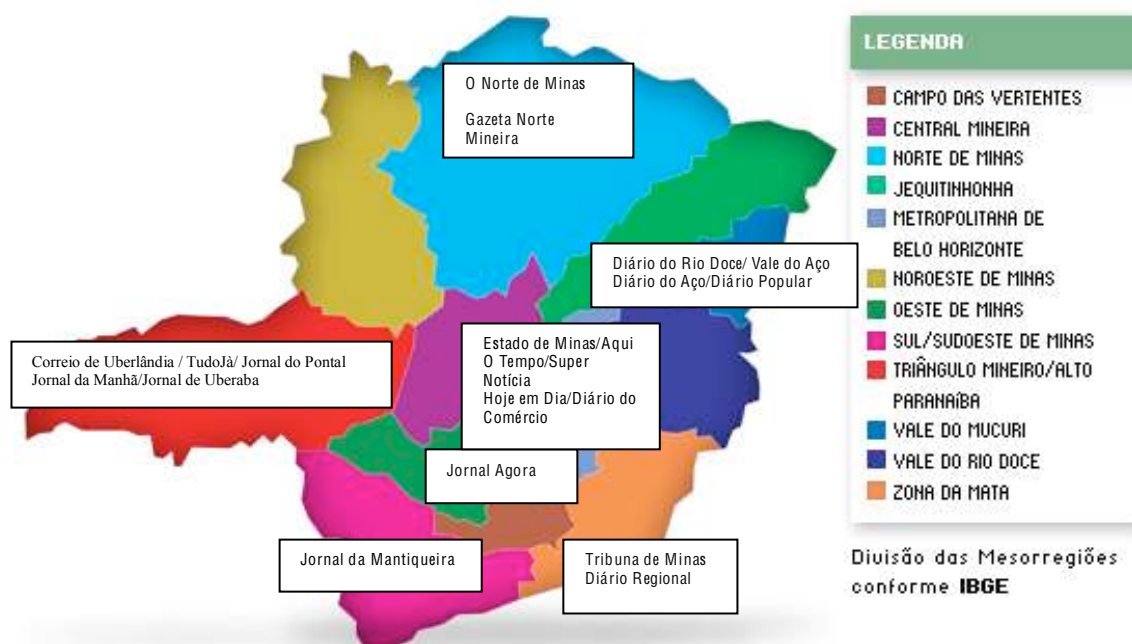 O Norte de Minas
Gazeta Norte
Mineira
Diário do Rio Doce/ Vale do Aço
Diário do Aço/Diário Popular
Estado de Minas/Aqui
O Tempo/Super
Notícia
Hoje em Dia/Diário do
Comércio
Correio de Uberlândia / TudoJà/ Jornal do Pontal
Jornal da Manhã/Jornal de Uberaba
Jornal Agora
Jornal da Mantiqueira
Tribuna de Minas
Diário Regional
LEGENDA
CAMPO DAS VERTENTES
CENTRAL MINEIRA
NORTE DE MINAS
JEQUITINHONHA
METROPOLITANA DE
BELO HORIZONTE
NOROESTE DE MINAS
OESTE DE MINAS
SUL/SUDOESTE DE MINAS
TRIÂNGULO MINEIRO/ALTO
PARANAÍBA
VALE DO MUCURI
VALE DO RIO DOCE
ZONA DA MATA
Divisão das Mesorregiões
conforme IBGE